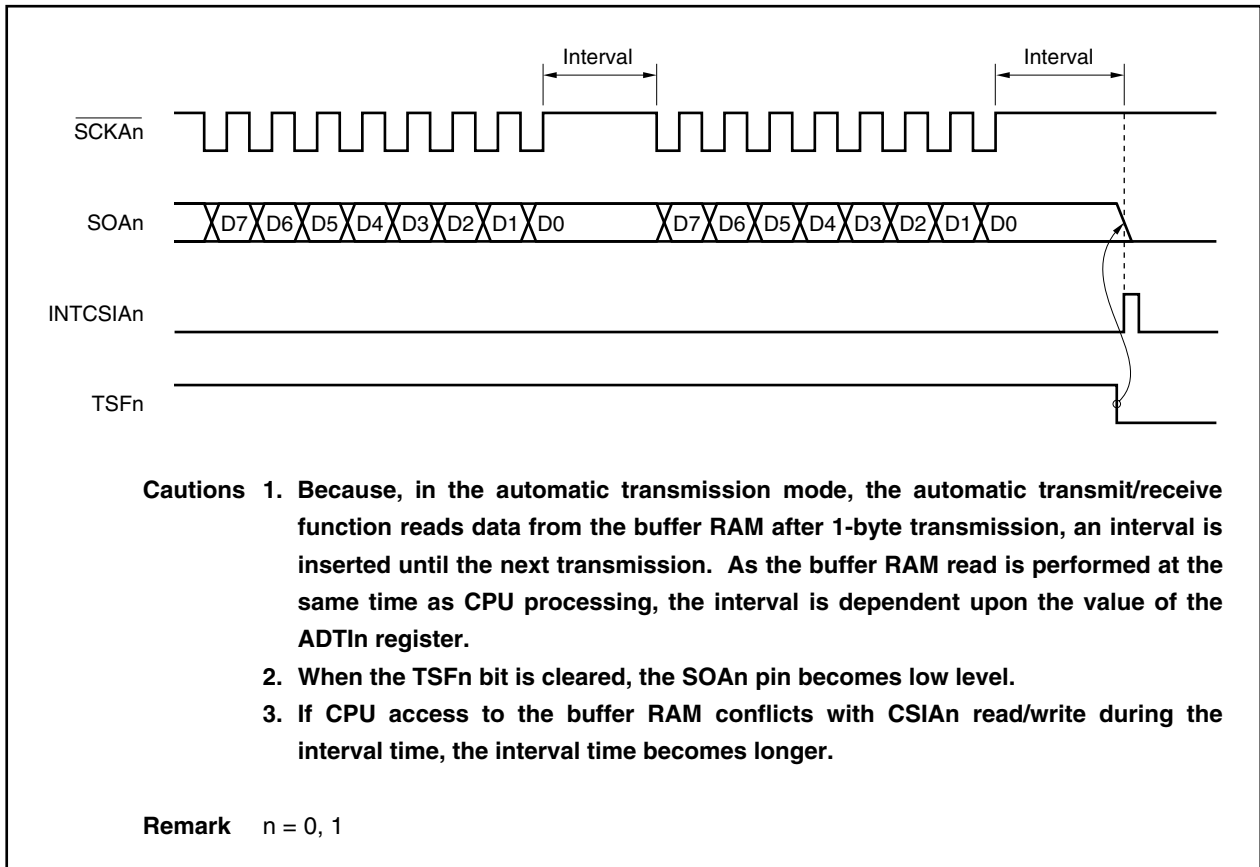 Interval Interval
SCKAn
SOAn D7 D6 D5 D4 D3 D2 D1 D0 D7 D6 D5 D4 D3 D2 D1 D0
INTCSIAn
TSFn
Cautions 1. Because, in the automatic transmission mode, the automatic transmit/receive
function reads data from the buffer RAM after 1-byte transmission, an interval is
inserted until the next transmission. As the buffer RAM read is performed at the
same time as CPU processing, the interval is dependent upon the value of the
ADTIn register.
2. When the TSFn bit is cleared, the SOAn pin becomes low level.
3. If CPU access to the buffer RAM conflicts with CSIAn read/write during the
interval time, the interval time becomes longer.
Remark n = 0, 1